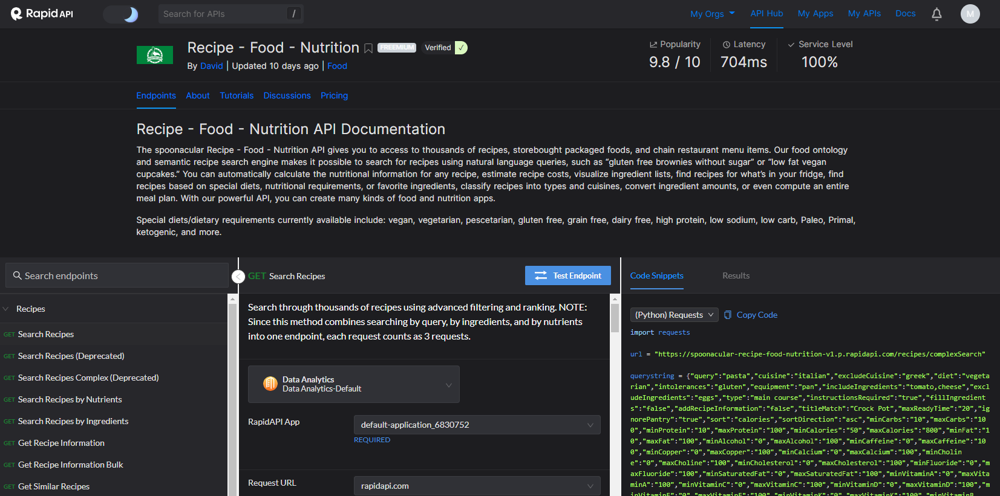 Rapid API
Search for APIs /
My Orgs API Hub My Apps My APIs Docs M
Recipe - Food - Nutrition FREEMIUM Verified ✓
By David | Updated 10 days ago | Food
Popularity Latency Service Level
9.8 / 10 704ms 100%
Endpoints About Tutorials Discussions Pricing
Recipe - Food - Nutrition API Documentation
The spoonacular Recipe - Food - Nutrition API gives you to access to thousands of recipes, storebought packaged foods, and chain restaurant menu items. Our food ontology
and semantic recipe search engine makes it possible to search for recipes using natural language queries, such as “gluten free brownies without sugar” or “low fat vegan
cupcakes.” You can automatically calculate the nutritional information for any recipe, estimate recipe costs, visualize ingredient lists, find recipes for what’s in your fridge, find
recipes based on special diets, nutritional requirements, or favorite ingredients, classify recipes into types and cuisines, convert ingredient amounts, or even compute an entire
meal plan. With our powerful API, you can create many kinds of food and nutrition apps.
Special diets/dietary requirements currently available include: vegan, vegetarian, pescetarian, gluten free, grain free, dairy free, high protein, low sodium, low carb, Paleo, Primal,
ketogenic, and more.
Search endpoints
Recipes
GET Search Recipes
GET Search Recipes (Deprecated)
GET Search Recipes Complex (Deprecated)
GET Search Recipes by Nutrients
GET Search Recipes by Ingredients
GET Get Recipe Information
GET Get Recipe Information Bulk
GET Get Similar Recipes
GET Search Recipes
Test Endpoint
Search through thousands of recipes using advanced filtering and ranking. NOTE:
Since this method combines searching by query, by ingredients, and by nutrients
into one endpoint, each request counts as 3 requests.
Data Analytics
Data Analytics-Default
RapidAPI App default-application_6830752
REQUIRED
Request URL rapidapi.com
Code Snippets Results
(Python) Requests Copy Code
import requests
url = "https://spoonacular-recipe-food-nutrition-v1.p.rapidapi.com/recipes/complexSearch"
querystring = {"query":"pasta","cuisine":"italian","excludeCuisine":"greek","diet":"vegeta
rian","intolerances":"gluten","equipment":"pan","includeIngredients":"tomato,cheese","excl
udeIngredients":"eggs","type":"main course","instructionsRequired":"true","fillIngredient
s":"false","addRecipeInformation":"false","titleMatch":"Crock Pot","maxReadyTime":"20","ig
norePantry":"true","sort":"calories","sortDirection":"asc","minCarbs":"10","maxCarbs":"10
0","minProtein":"10","maxProtein":"100","minCalories":"50","maxCalories":"800","minFat":"1
0","maxFat":"100","minAlcohol":"0","maxAlcohol":"100","minCaffeine":"0","maxCaffeine":"10
0","minCopper":"0","maxCopper":"100","minCalcium":"0","maxCalcium":"100","minCholin
e":"0","maxCholine":"100","minCholesterol":"0","maxCholesterol":"100","minFluoride":"0","m
axFluoride":"100","minSaturatedFat":"0","maxSaturatedFat":"100","minVitaminA":"0","maxVita
minA":"100","minVitaminC":"0","maxVitaminC":"100","minVitaminD":"0","maxVitaminD":"100","m
inVitaminE":"0","maxVitaminE":"100","minVitaminK":"0","maxVitaminK":"100","minVitaminB